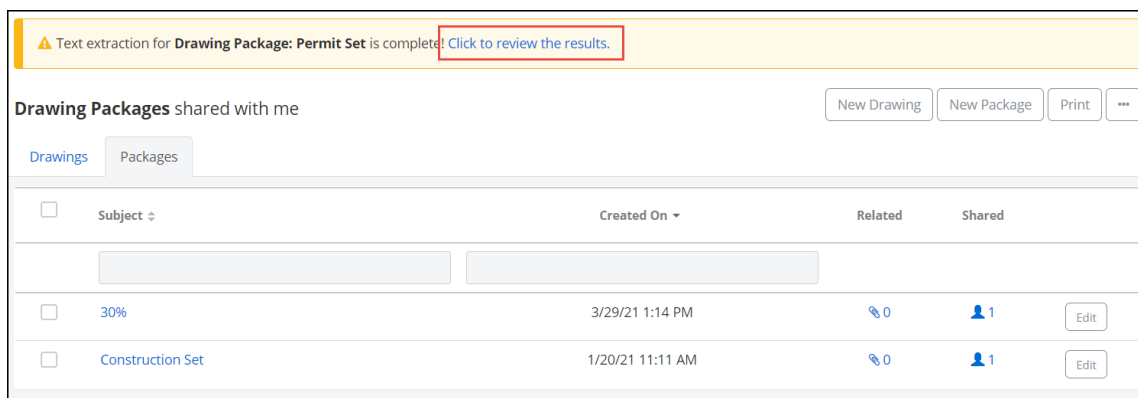 Text extraction for Drawing Package: Permit Set is complete! Click to review the results.
Drawing Packages shared with me
New Drawing New Package Print ...
Drawings Packages
Subject Created On Related Shared
30% 3/29/21 1:14 PM 0 1 Edit
Construction Set 1/20/21 11:11 AM 0 1 Edit